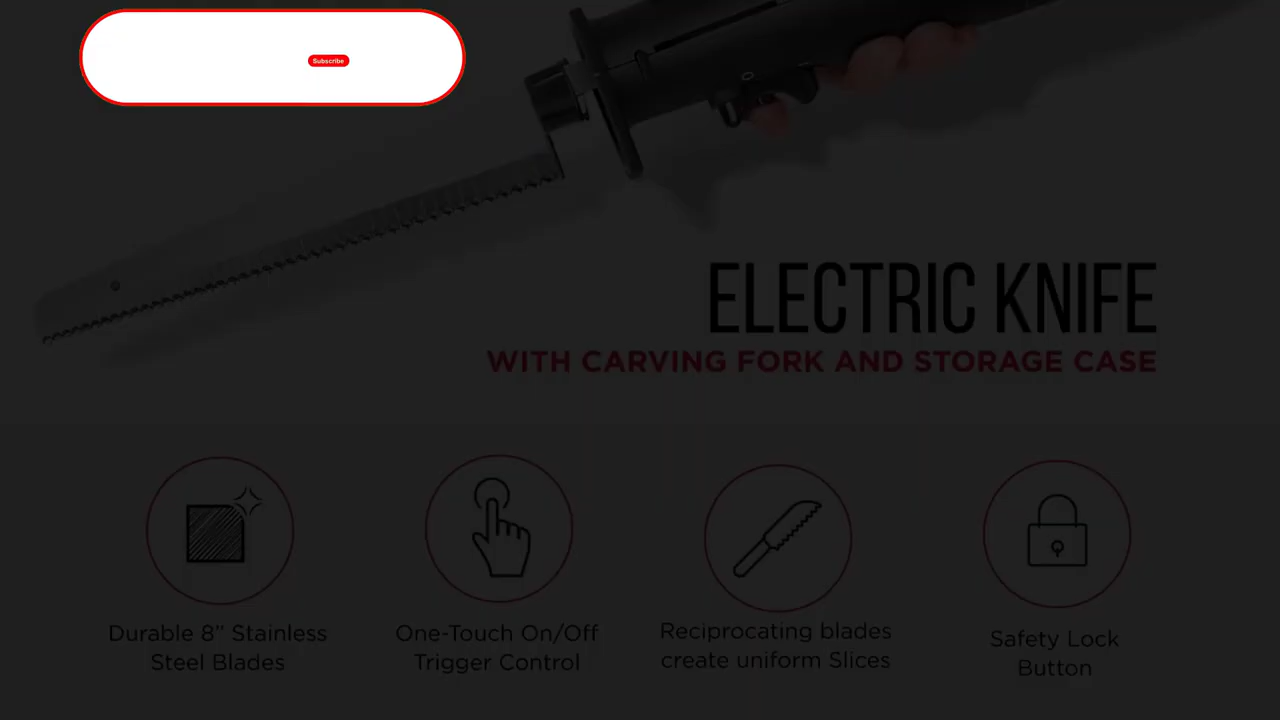 Subscribe
ELECTRIC KNIFE
WITH CARVING FORK AND STORAGE CASE
Durable 8" Stainless
Steel Blades
One-Touch On/Off
Trigger Control
Reciprocating blades
create uniform Slices
Safety Lock
Button